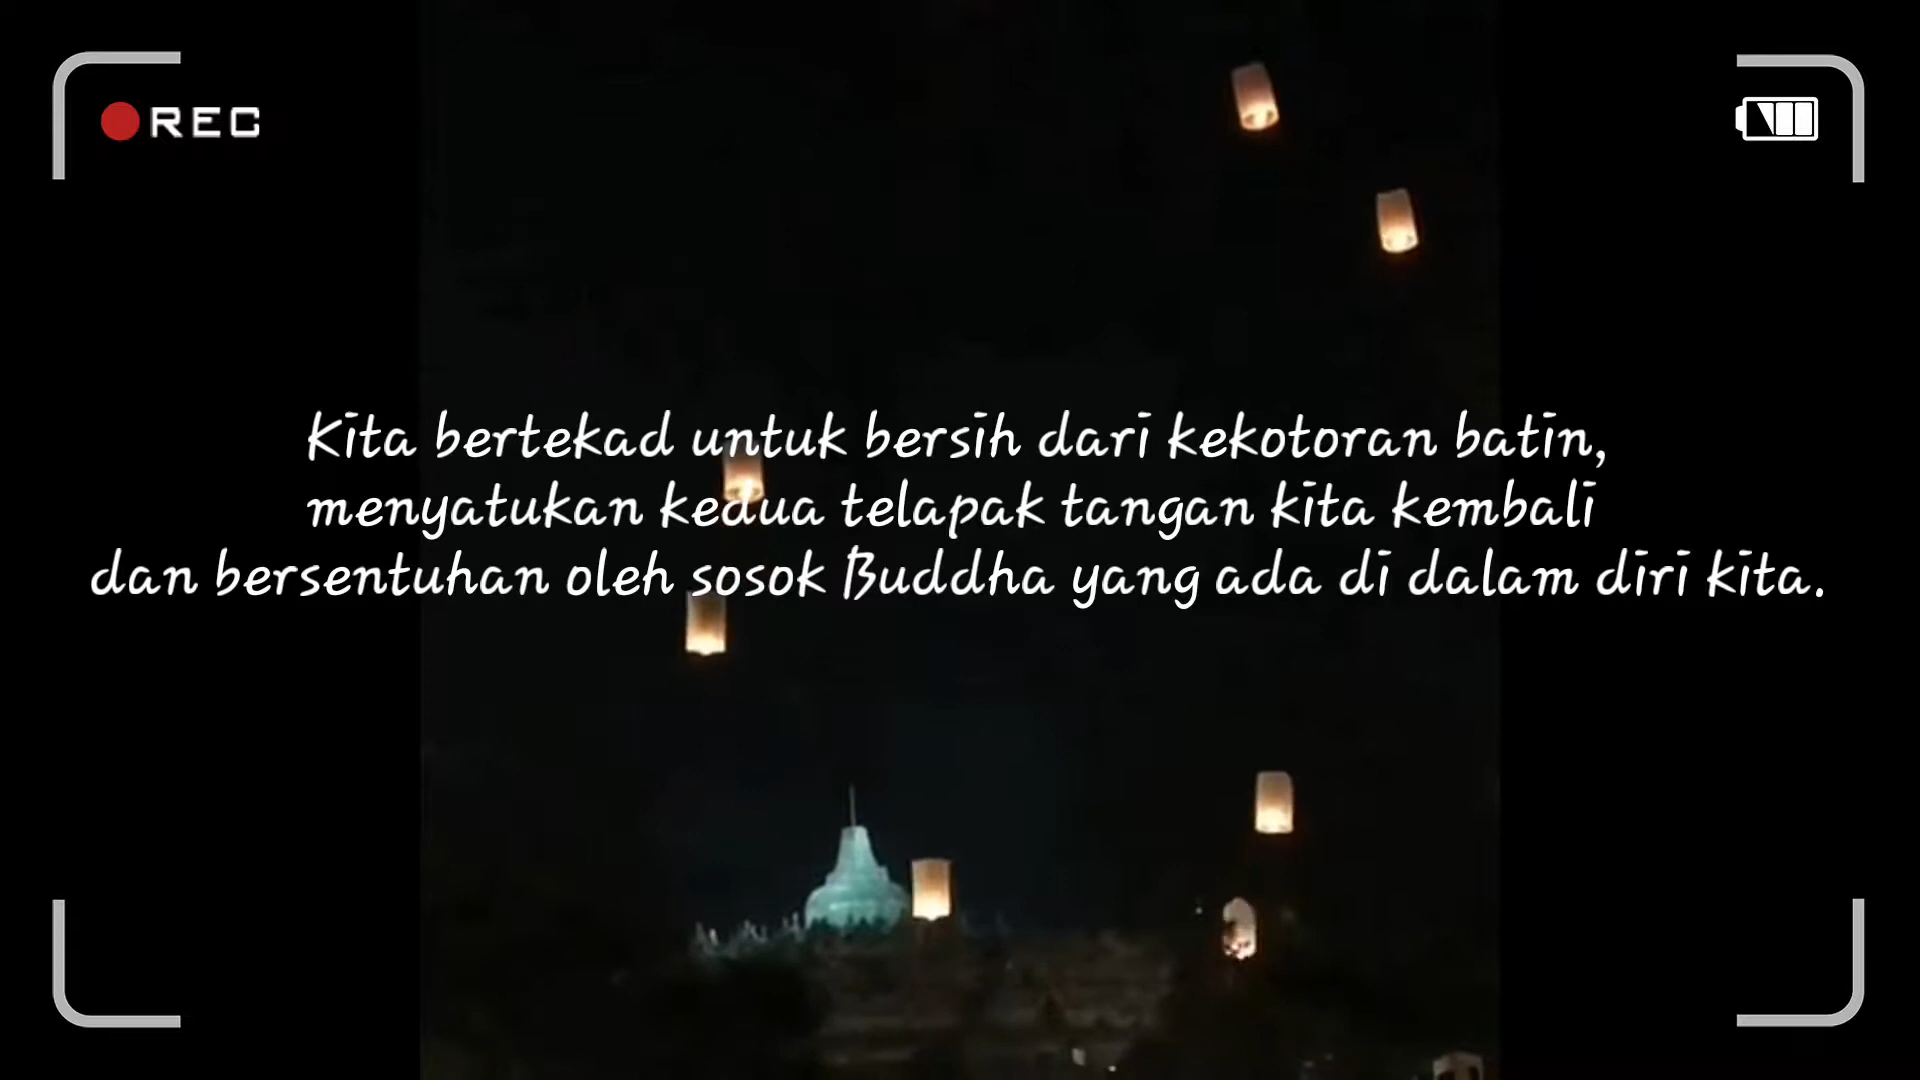 REC
Kita bertekad untuk bersih dari kekotoran batin,
menyatukan kedua telapak tangan kita kembali
dan bersentuhan oleh sosok Buddha yang ada di dalam diri kita.